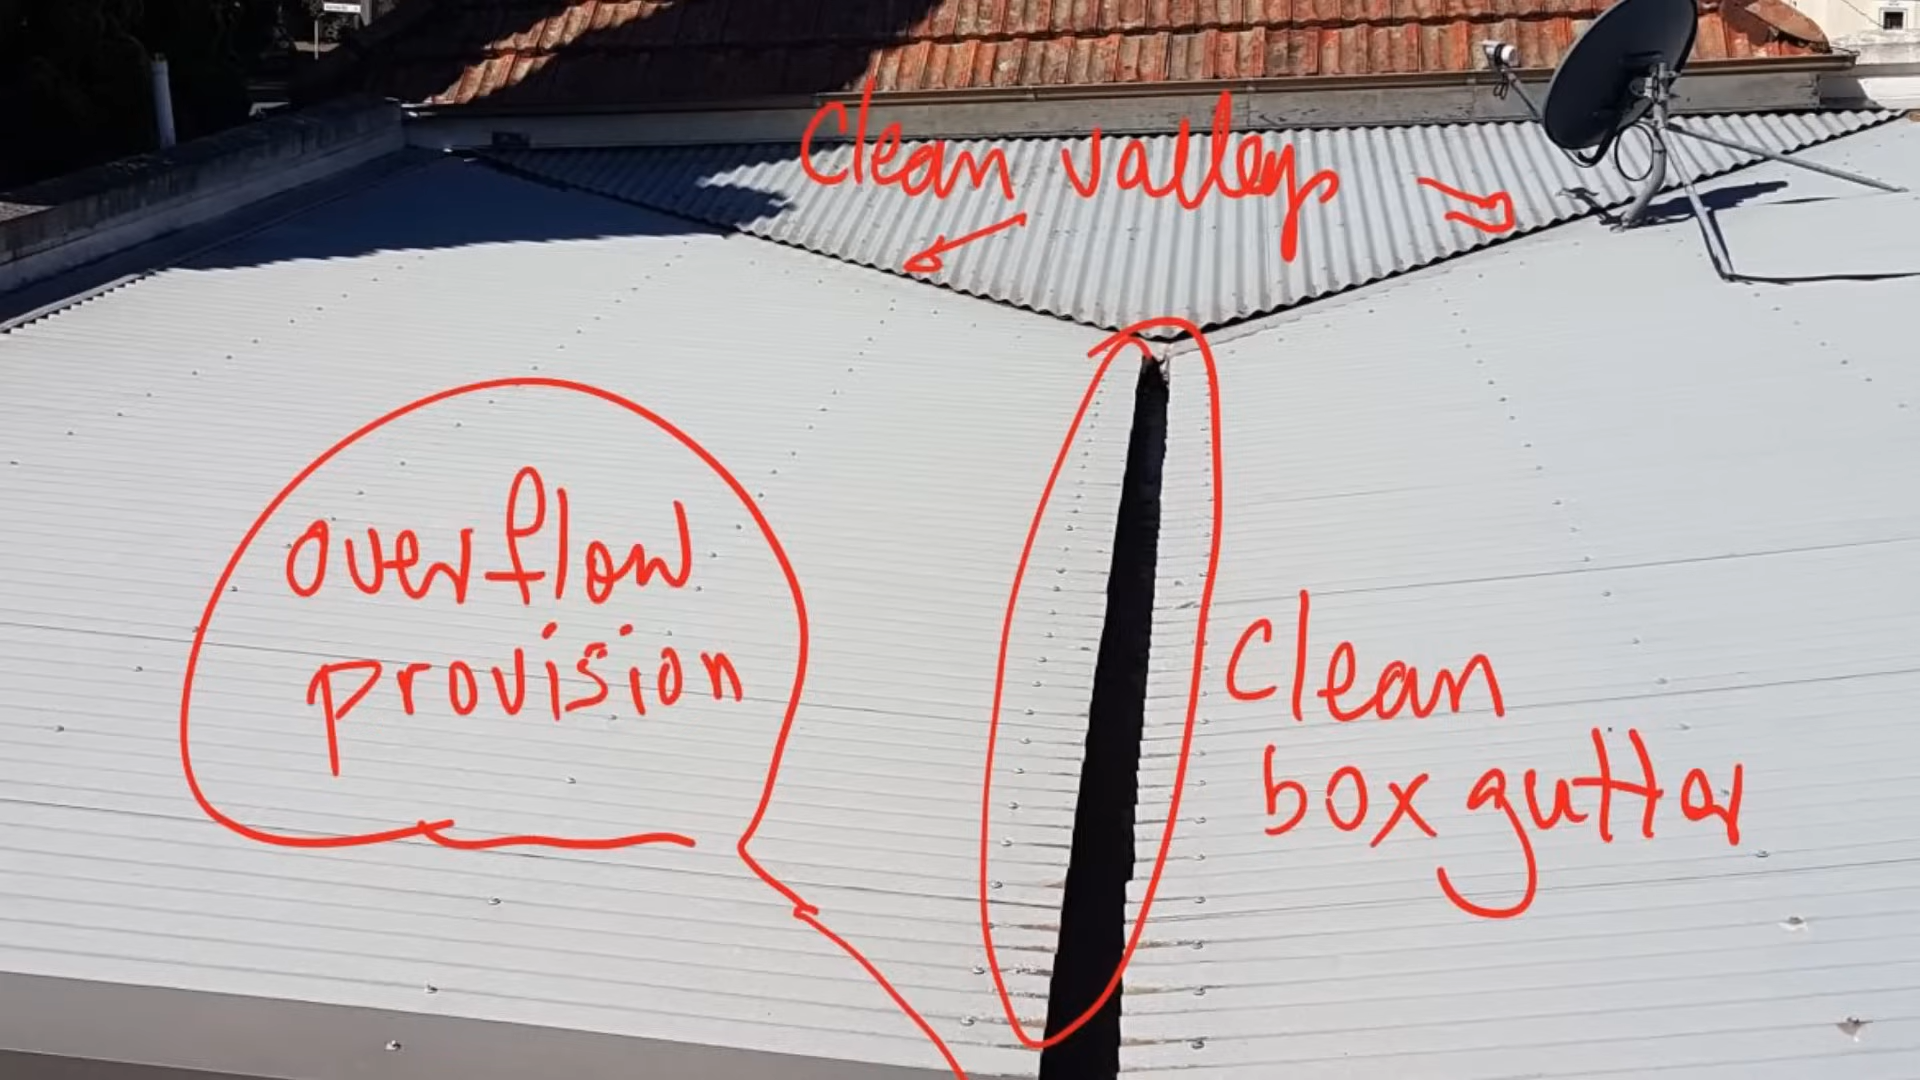 Clean valleys
overflow
provision
Clean
box gutter